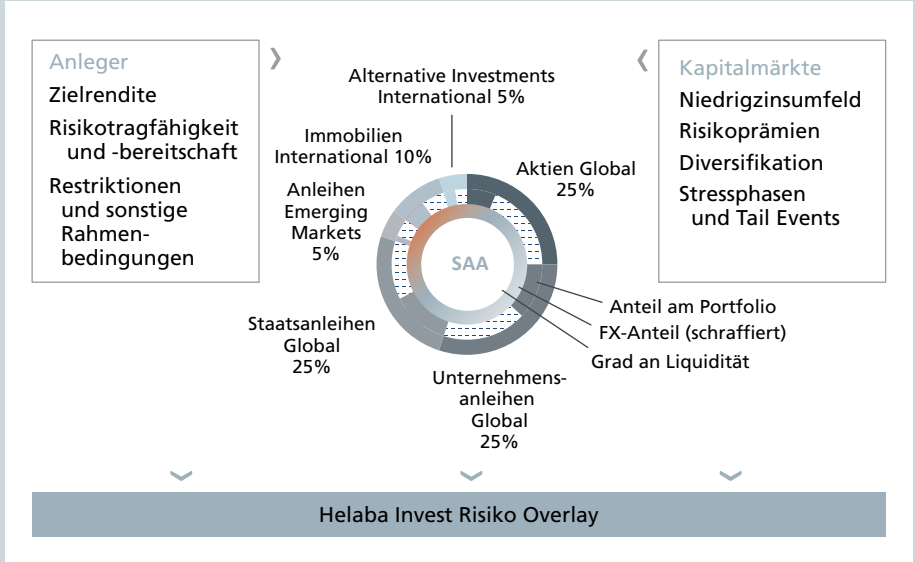 Anleger
Zielrendite
Risikotragfähigkeit
und -bereitschaft
Restriktionen
und sonstige
Rahmen-
bedingungen
Alternative Investments
International 5%
Immobilien
International 10%
Anleihen
Emerging
Markets
5%
Aktien Global
25%
SAA
Staatsanleihen
Global
25%
Unternehmens-
anleihen
Global
25%
Anteil am Portfolio
FX-Anteil (schraffiert)
Grad an Liquidität
Kapitalmärkte
Niedrigzinsumfeld
Risikoprämien
Diversifikation
Stressphasen
und Tail Events
Helaba Invest Risiko Overlay